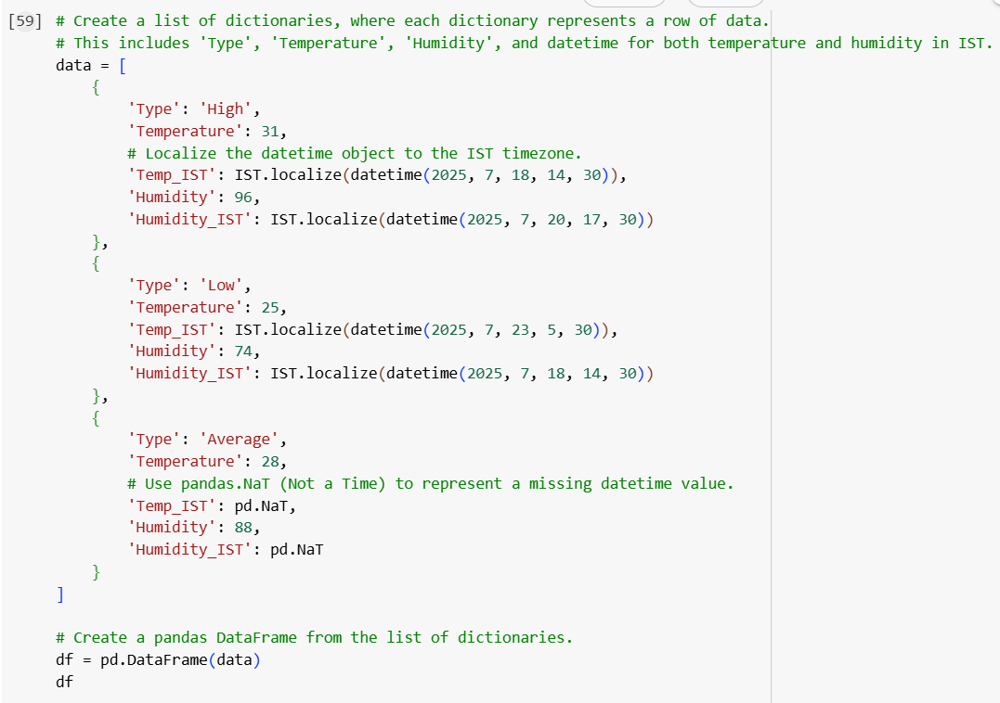 [59] # Create a list of dictionaries, where each dictionary represents a row of data.
# This includes 'Type', 'Temperature', 'Humidity', and datetime for both temperature and humidity in IST.
data = [
    {
        'Type': 'High',
        'Temperature': 31,
        # Localize the datetime object to the IST timezone.
        'Temp_IST': IST.localize(datetime(2025, 7, 18, 14, 30)),
        'Humidity': 96,
        'Humidity_IST': IST.localize(datetime(2025, 7, 20, 17, 30))
    },
    {
        'Type': 'Low',
        'Temperature': 25,
        'Temp_IST': IST.localize(datetime(2025, 7, 23, 5, 30)),
        'Humidity': 74,
        'Humidity_IST': IST.localize(datetime(2025, 7, 18, 14, 30))
    },
    {
        'Type': 'Average',
        'Temperature': 28,
        # Use pandas.NaT (Not a Time) to represent a missing datetime value.
        'Temp_IST': pd.NaT,
        'Humidity': 88,
        'Humidity_IST': pd.NaT
    }
]
# Create a pandas DataFrame from the list of dictionaries.
df = pd.DataFrame(data)
df